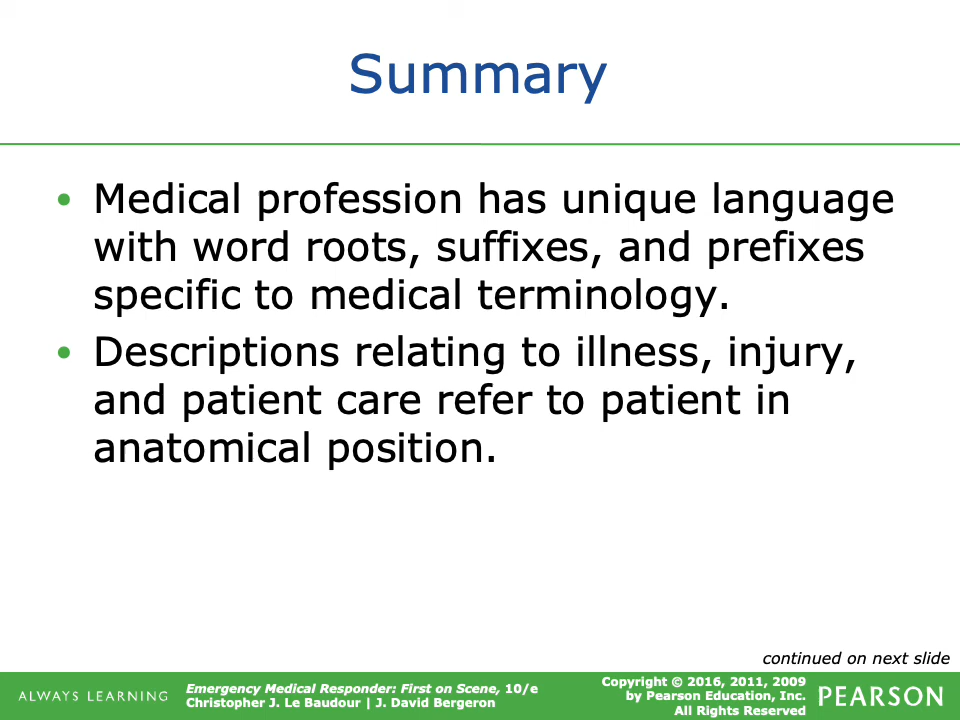 Summary
• Medical profession has unique language
with word roots, suffixes, and prefixes
specific to medical terminology.
• Descriptions relating to illness, injury,
and patient care refer to patient in
anatomical position.
continued on next slide
ALWAYS LEARNING
Emergency Medical Responder: First on Scene, 10/e
Christopher J. Le Baudour | J. David Bergeron
Copyright © 2016, 2011, 2009
by Pearson Education, Inc.
All Rights Reserved
PEARSON